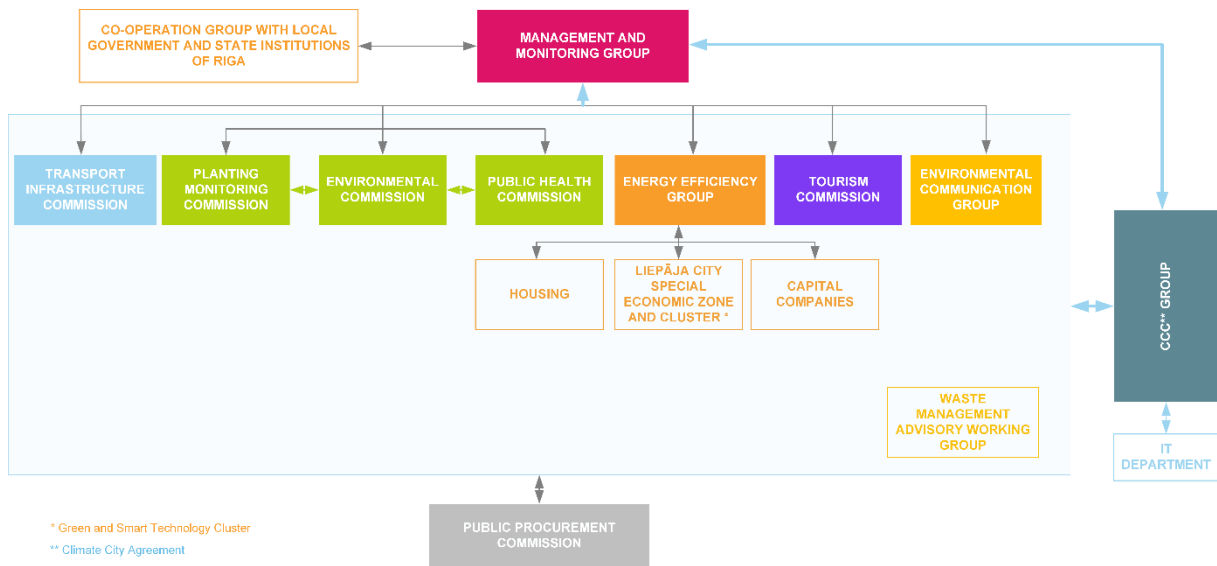 CO-OPERATION GROUP WITH LOCAL
GOVERNMENT AND STATE INSTITUTIONS
OF RIGA
MANAGEMENT AND
MONITORING GROUP
TRANSPORT
INFRASTRUCTURE
COMMISSION
PLANTING
MONITORING
COMMISSION
ENVIRONMENTAL
COMMISSION
PUBLIC HEALTH
COMMISSION
ENERGY EFFICIENCY
GROUP
TOURISM
COMMISSION
ENVIRONMENTAL
COMMUNICATION
GROUP
HOUSING
LIEPĀJA CITY
SPECIAL
ECONOMIC ZONE
AND CLUSTER *
CAPITAL
COMPANIES
CCC** GROUP
WASTE
MANAGEMENT
ADVISORY WORKING
GROUP
IT
DEPARTMENT
PUBLIC PROCUREMENT
COMMISSION
* Green and Smart Technology Cluster
** Climate City Agreement